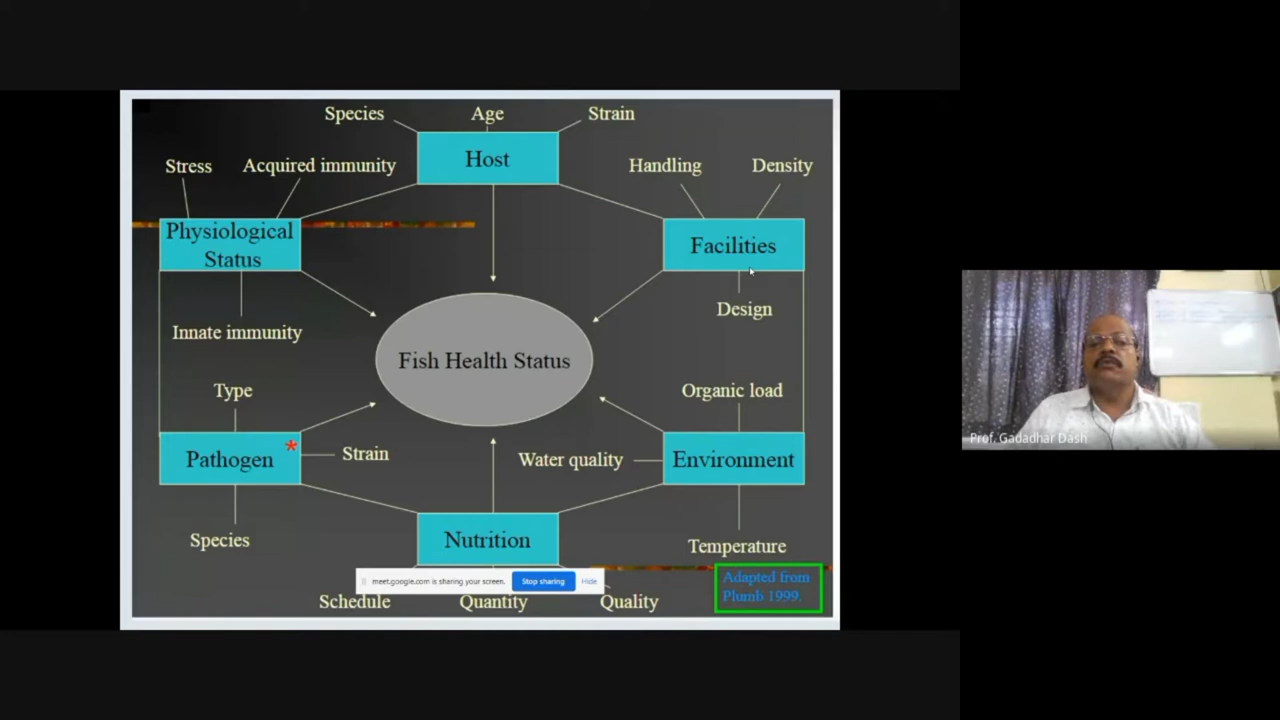 Species Age Strain
Host
Stress Acquired immunity
Handling Density
Physiological
Status
Facilities
Innate immunity
Design
Fish Health Status
Type
Organic load
Pathogen *
Strain
Water quality
Environment
Species
Nutrition
Temperature
meet.google.com is sharing your screen. Stop sharing Hide
Schedule Quantity Quality
Adapted from
Plumb 1999.
Prof. Gadadhar Dash